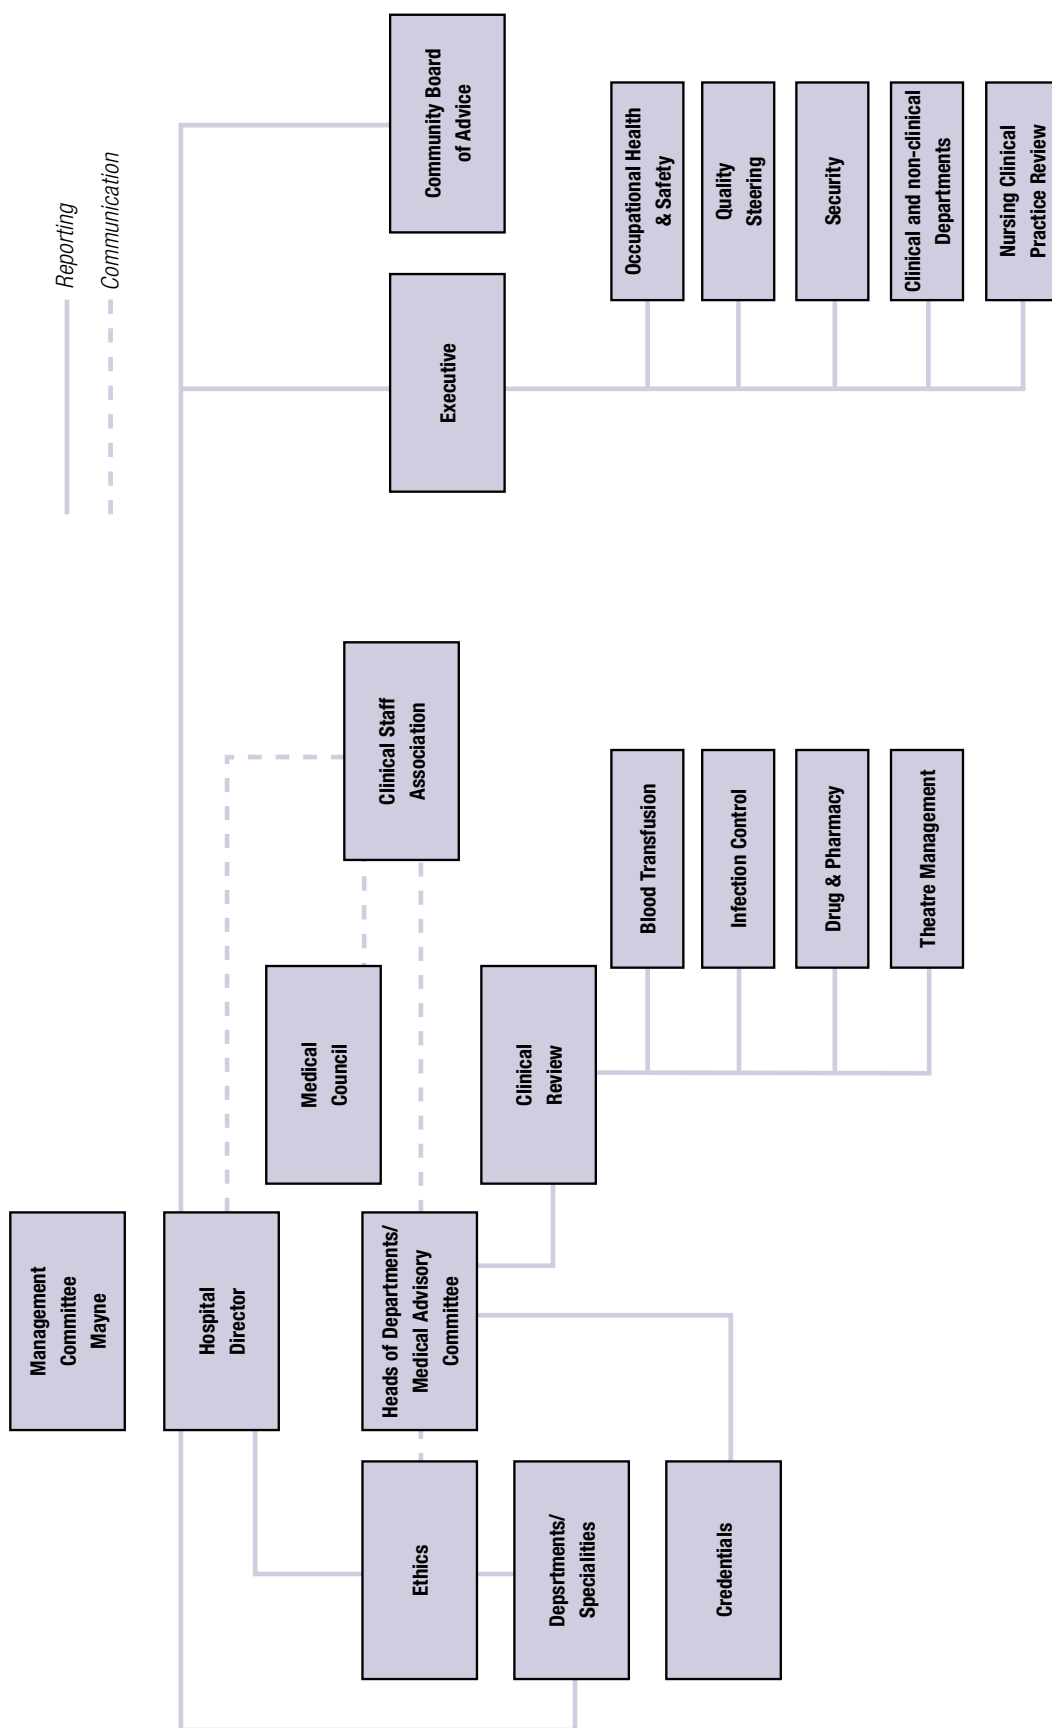 Reporting
Communication
Management
Committee
Mayne
Hospital
Director
Community Board
of Advice
Executive
Clinical Staff
Association
Medical
Council
Heads of Departments/
Medical Advisory
Committee
Ethics
Depsrtments/
Specialities
Credentials
Clinical
Review
Blood Transfusion
Infection Control
Drug & Pharmacy
Theatre Management
Occupational Health
& Safety
Quality
Steering
Security
Clinical and non-clinical
Departments
Nursing Clinical
Practice Review